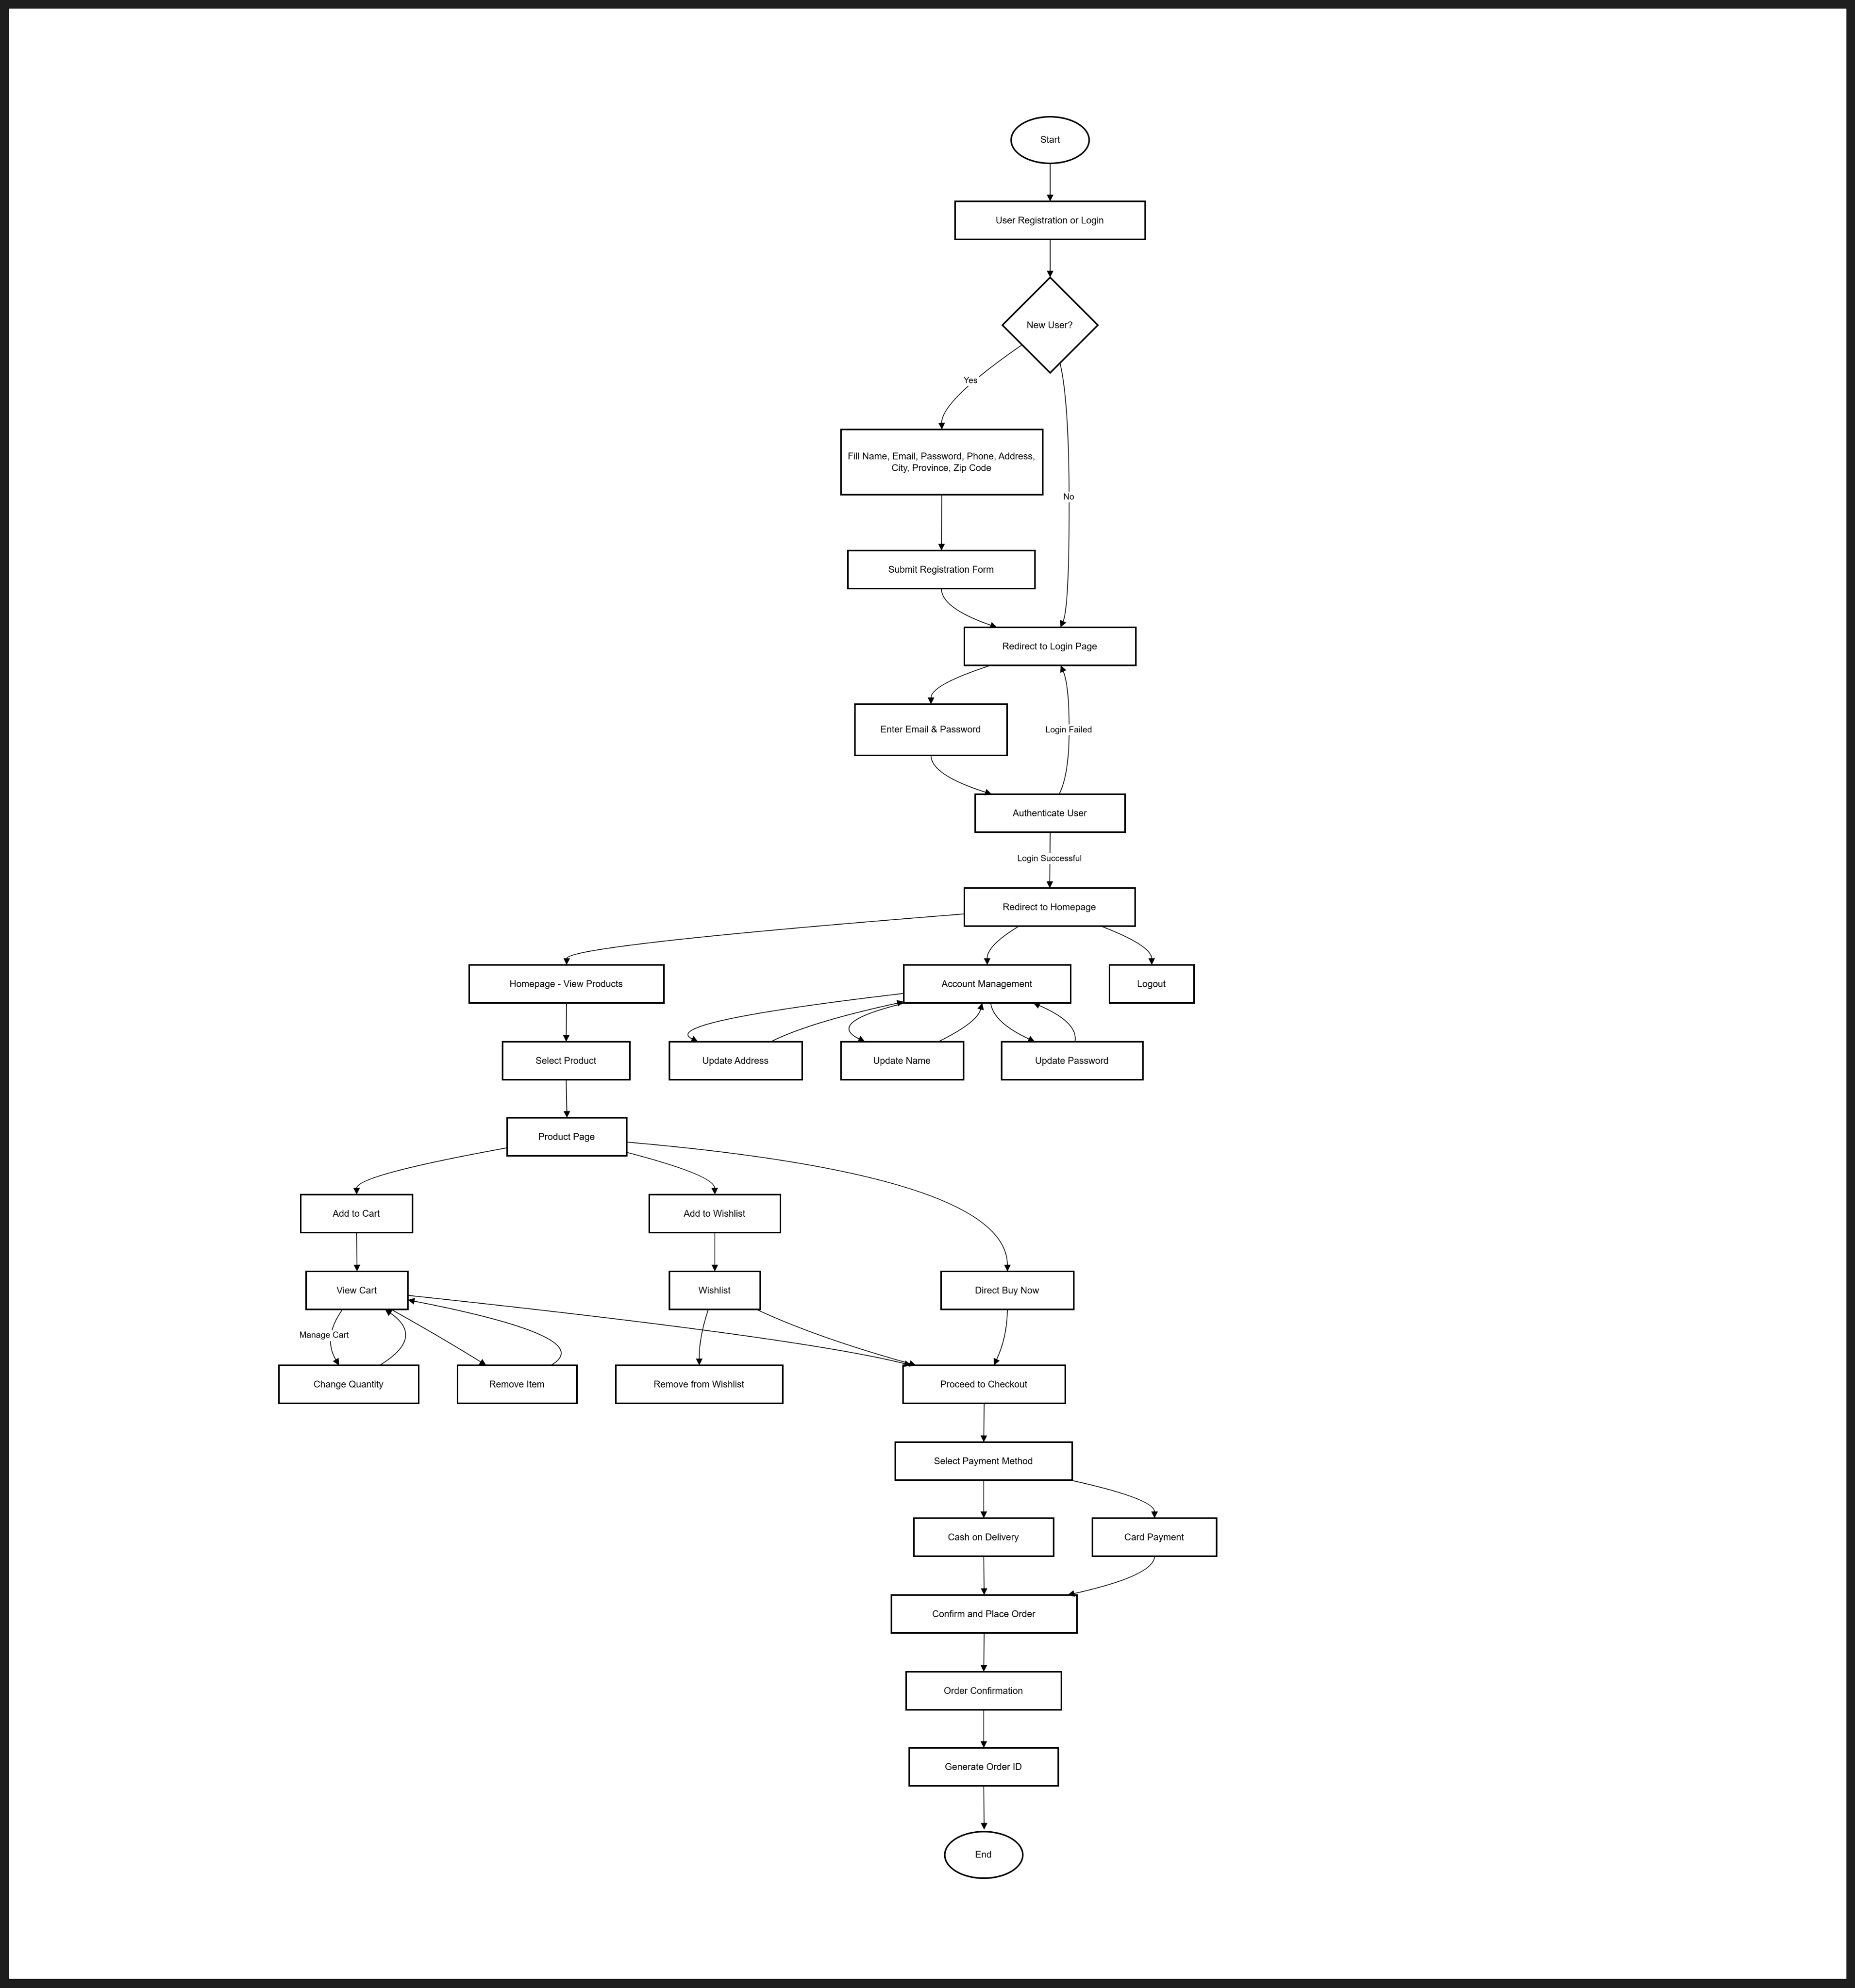 Start
User Registration or Login
New User?
Yes
Fill Name, Email, Password, Phone, Address,
City, Province, Zip Code
No
Submit Registration Form
Redirect to Login Page
Enter Email & Password
Login Failed
Authenticate User
Login Successful
Redirect to Homepage
Homepage - View Products
Account Management
Logout
Select Product
Update Address
Update Name
Update Password
Product Page
Add to Cart
Add to Wishlist
View Cart
Wishlist
Direct Buy Now
Manage Cart
Change Quantity
Remove Item
Remove from Wishlist
Proceed to Checkout
Select Payment Method
Cash on Delivery
Card Payment
Confirm and Place Order
Order Confirmation
Generate Order ID
End